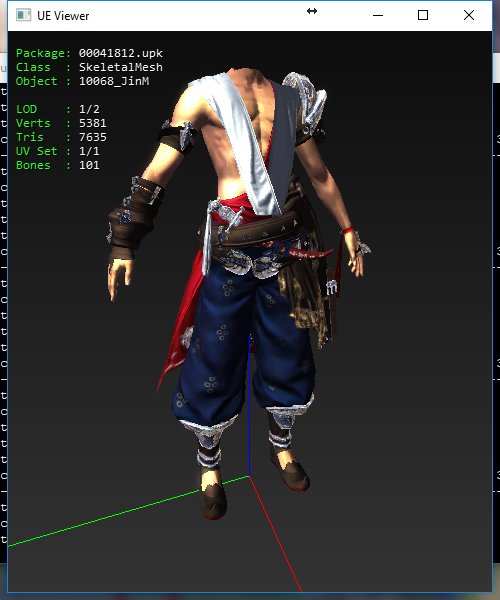 UE Viewer
Package: 00041812.upk
Class : SkeletalMesh
Object : 10068_JinM
LOD : 1/2
Verts : 5381
Tris : 7635
UV Set : 1/1
Bones : 101